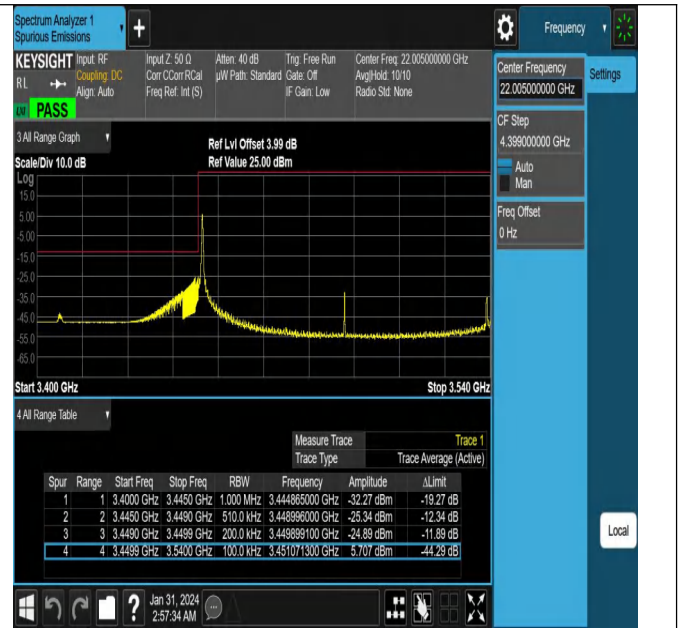 Spectrum Analyzer 1
Spurious Emissions
+
Frequency
KEYSIGHT Input: RF Input Z: 50 Ω Atten: 40 dB Trig: Free Run Center Freq: 22.005000000 GHz
RL Coupling: DC Corr CCorr RCal µW Path: Standard Gate: Off Avg|Hold: 10/10
Align: Auto Freq Ref: Int (S) IF Gain: Low Radio Std: None
LXI PASS
Center Frequency
22.005000000 GHz
Settings
CF Step
4.399000000 GHz
Auto
Man
Freq Offset
0 Hz
3 All Range Graph
Ref Lvl Offset 3.99 dB
Scale/Div 10.0 dB Ref Value 25.00 dBm
Log
15.0
5.00
-5.00
-15.0
-25.0
-35.0
-45.0
-55.0
-65.0
Start 3.400 GHz Stop 3.540 GHz
4 All Range Table
Measure Trace Trace 1
Trace Type Trace Average (Active)
Spur Range Start Freq Stop Freq RBW Frequency Amplitude ΔLimit
1 1 3.4000 GHz 3.4450 GHz 1.000 MHz 3.444865000 GHz -32.27 dBm -19.27 dB
2 2 3.4450 GHz 3.4490 GHz 510.0 kHz 3.448996000 GHz -25.34 dBm -12.34 dB
3 3 3.4490 GHz 3.4499 GHz 200.0 kHz 3.449899100 GHz -24.89 dBm -11.89 dB
4 4 3.4499 GHz 3.5400 GHz 100.0 kHz 3.451071300 GHz 5.707 dBm -44.29 dB
Local
? Jan 31, 2024
2:57:34 AM